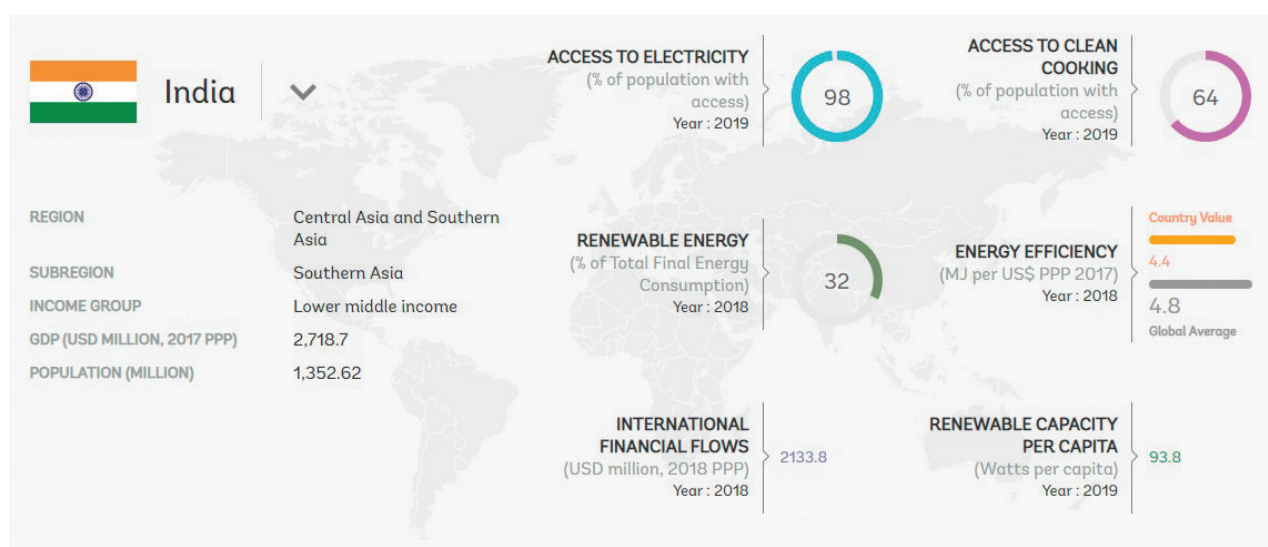 India
REGION
Central Asia and Southern
Asia
SUBREGION
Southern Asia
INCOME GROUP
Lower middle income
GDP (USD MILLION, 2017 PPP)
2,718.7
POPULATION (MILLION)
1,352.62
ACCESS TO ELECTRICITY
(% of population with
access)
Year : 2019
98
ACCESS TO CLEAN
COOKING
(% of population with
access)
Year : 2019
64
RENEWABLE ENERGY
(% of Total Final Energy
Consumption)
Year : 2018
32
ENERGY EFFICIENCY
(MJ per US$ PPP 2017)
Year : 2018
Country Value
4.4
4.8
Global Average
INTERNATIONAL
FINANCIAL FLOWS
(USD million, 2018 PPP)
Year : 2018
2133.8
RENEWABLE CAPACITY
PER CAPITA
(Watts per capita)
Year : 2019
93.8